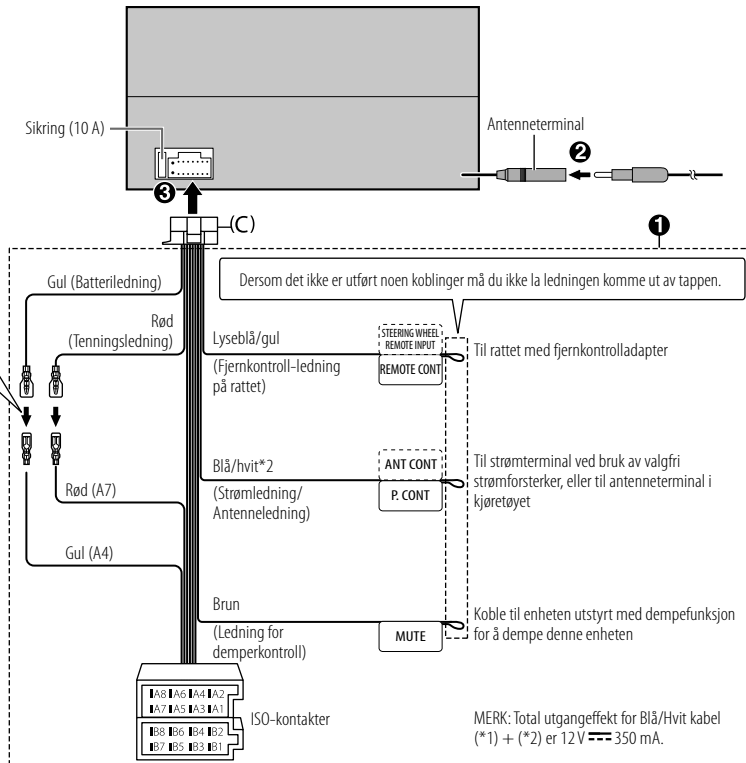 Sikring (10 A)
Antenneterminal
2
3
(C)
1
Gul (Batteriledning)
Dersom det ikke er utført noen koblinger må du ikke la ledningen komme ut av tappen.
Rød
(Tenningsledning)
Lyseblå/gul
(Fjernkontroll-ledning
på rattet)
STEERING WHEEL
REMOTE INPUT
REMOTE CONT
Til rattet med fjernkontrolladapter
Blå/hvit*2
(Strømledning/
Antenneledning)
ANT CONT
P. CONT
Til strømterminal ved bruk av valgfri
strømforsterker, eller til antenneterminal i
kjøretøyet
Rød (A7)
Gul (A4)
Brun
(Ledning for
demperkontroll)
MUTE
Koble til enheten utstyrt med dempefunksjon
for å dempe denne enheten
A8 A6 A4 A2
A7 A5 A3 A1
B8 B6 B4 B2
B7 B5 B3 B1
ISO-kontakter
MERK: Total utgangeffekt for Blå/Hvit kabel
(*1) + (*2) er 12 V ⎓ 350 mA.